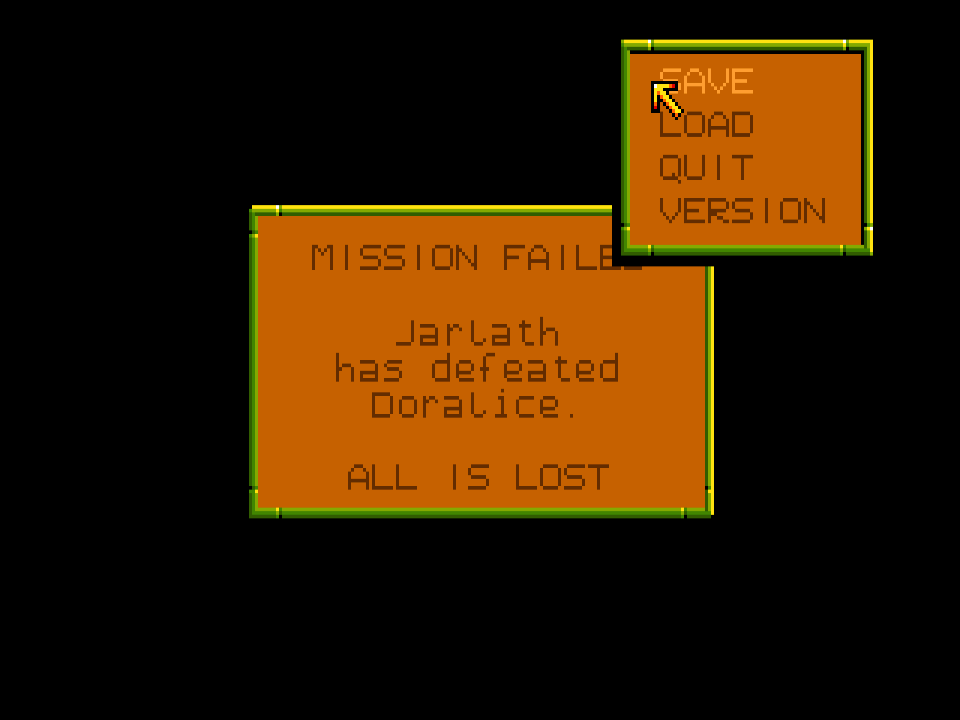 SAVE
LOAD
QUIT
VERSION
MISSION FAILED
Jarlath
has defeated
Doralice.
ALL IS LOST